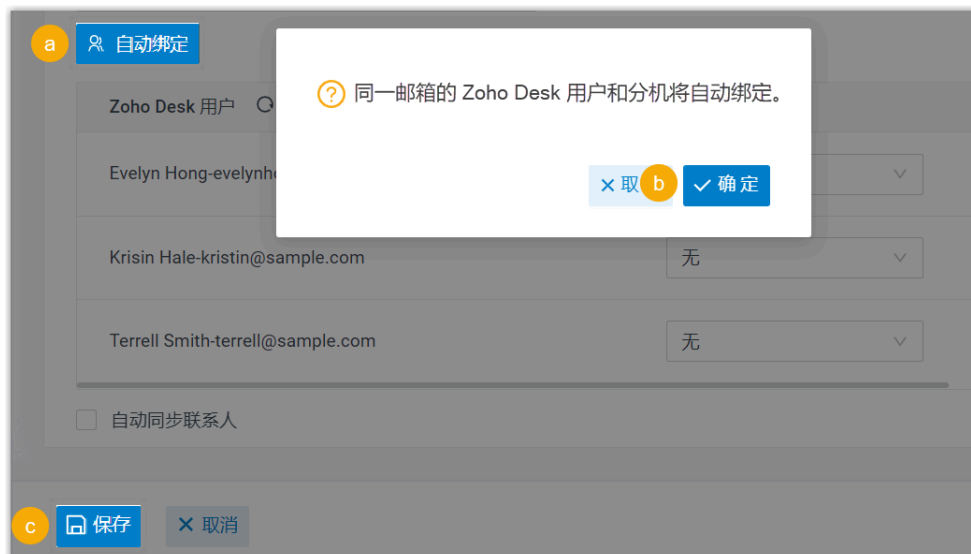 a 自动绑定
同一邮箱的 Zoho Desk 用户和分机将自动绑定。
取 b 确定
Zoho Desk 用户
Evelyn Hong-evelynh
Krisin Hale-kristin@sample.com 无
Terrell Smith-terrell@sample.com 无
自动同步联系人
c 保存 取消